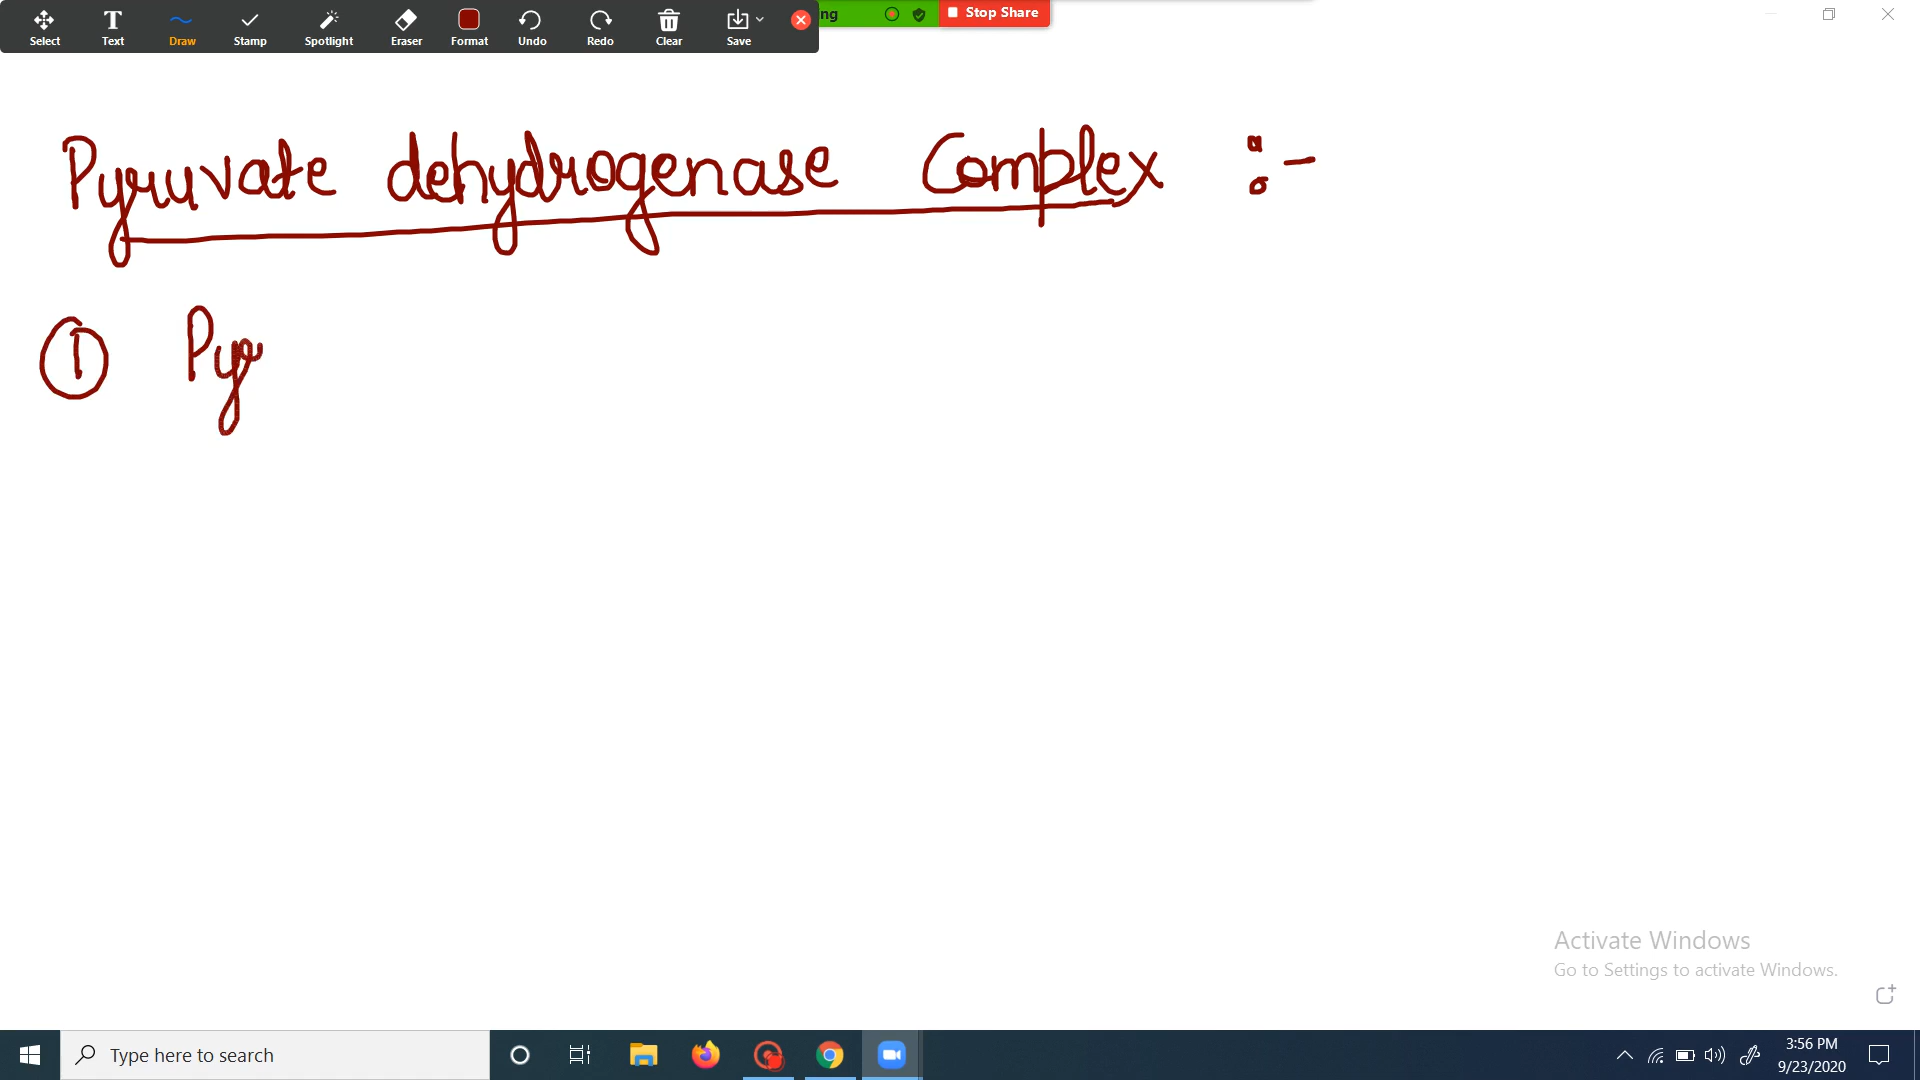 Select Text Draw Stamp Spotlight Eraser Format Undo Redo Clear Save
ng Stop Share
Pyruvate dehydrogenase Complex :-
① Pyr
Activate Windows
Go to Settings to activate Windows.
Type here to search
3:56 PM
9/23/2020